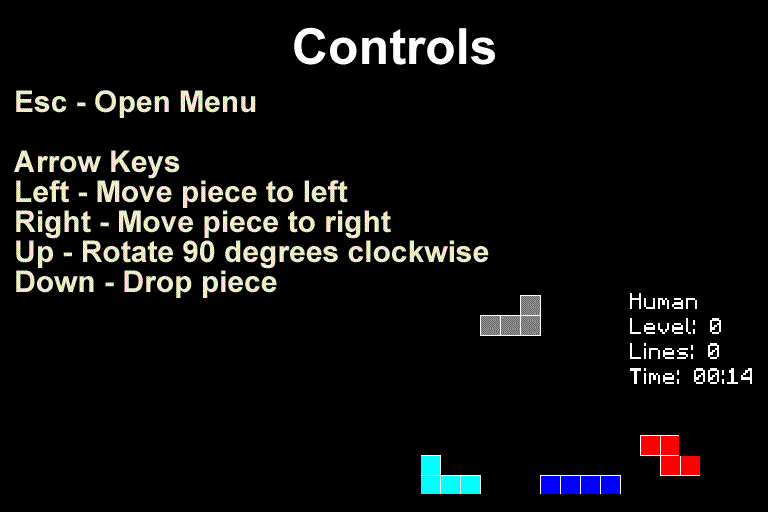 Controls
Esc - Open Menu
Arrow Keys
Left - Move piece to left
Right - Move piece to right
Up - Rotate 90 degrees clockwise
Down - Drop piece
Human
Level: 0
Lines: 0
Time: 00:14